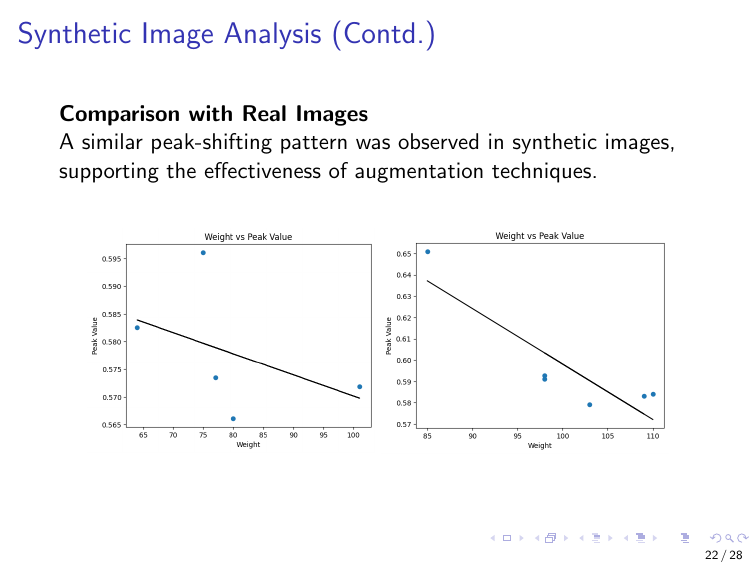 Synthetic Image Analysis (Contd.)
Comparison with Real Images
A similar peak-shifting pattern was observed in synthetic images,
supporting the effectiveness of augmentation techniques.
Weight vs Peak Value
0.595
0.590
0.585
0.580
0.575
0.570
0.565
Peak Value
65 70 75 80 85 90 95 100
Weight
Weight vs Peak Value
0.65
0.64
0.63
0.62
0.61
0.60
0.59
0.58
0.57
Peak Value
85 90 95 100 105 110
Weight
22 / 28